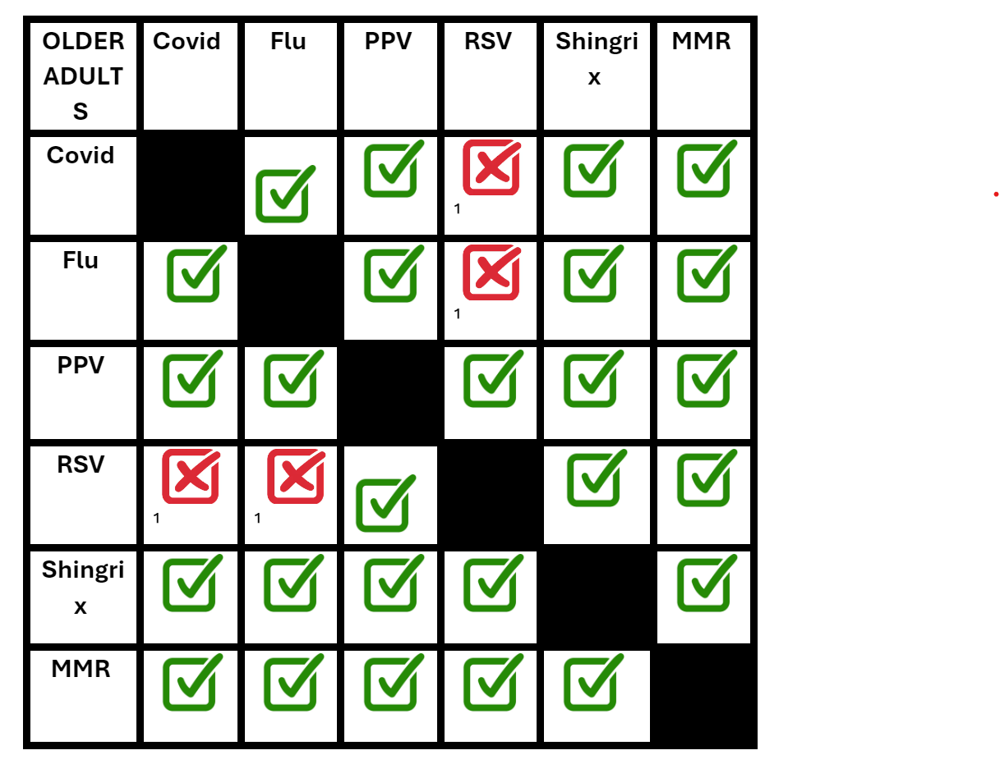 OLDER
ADULT
S
Covid
Flu
PPV
RSV
Shingri
x
MMR
Covid
1
Flu
1
PPV
RSV
1
1
Shingri
x
MMR